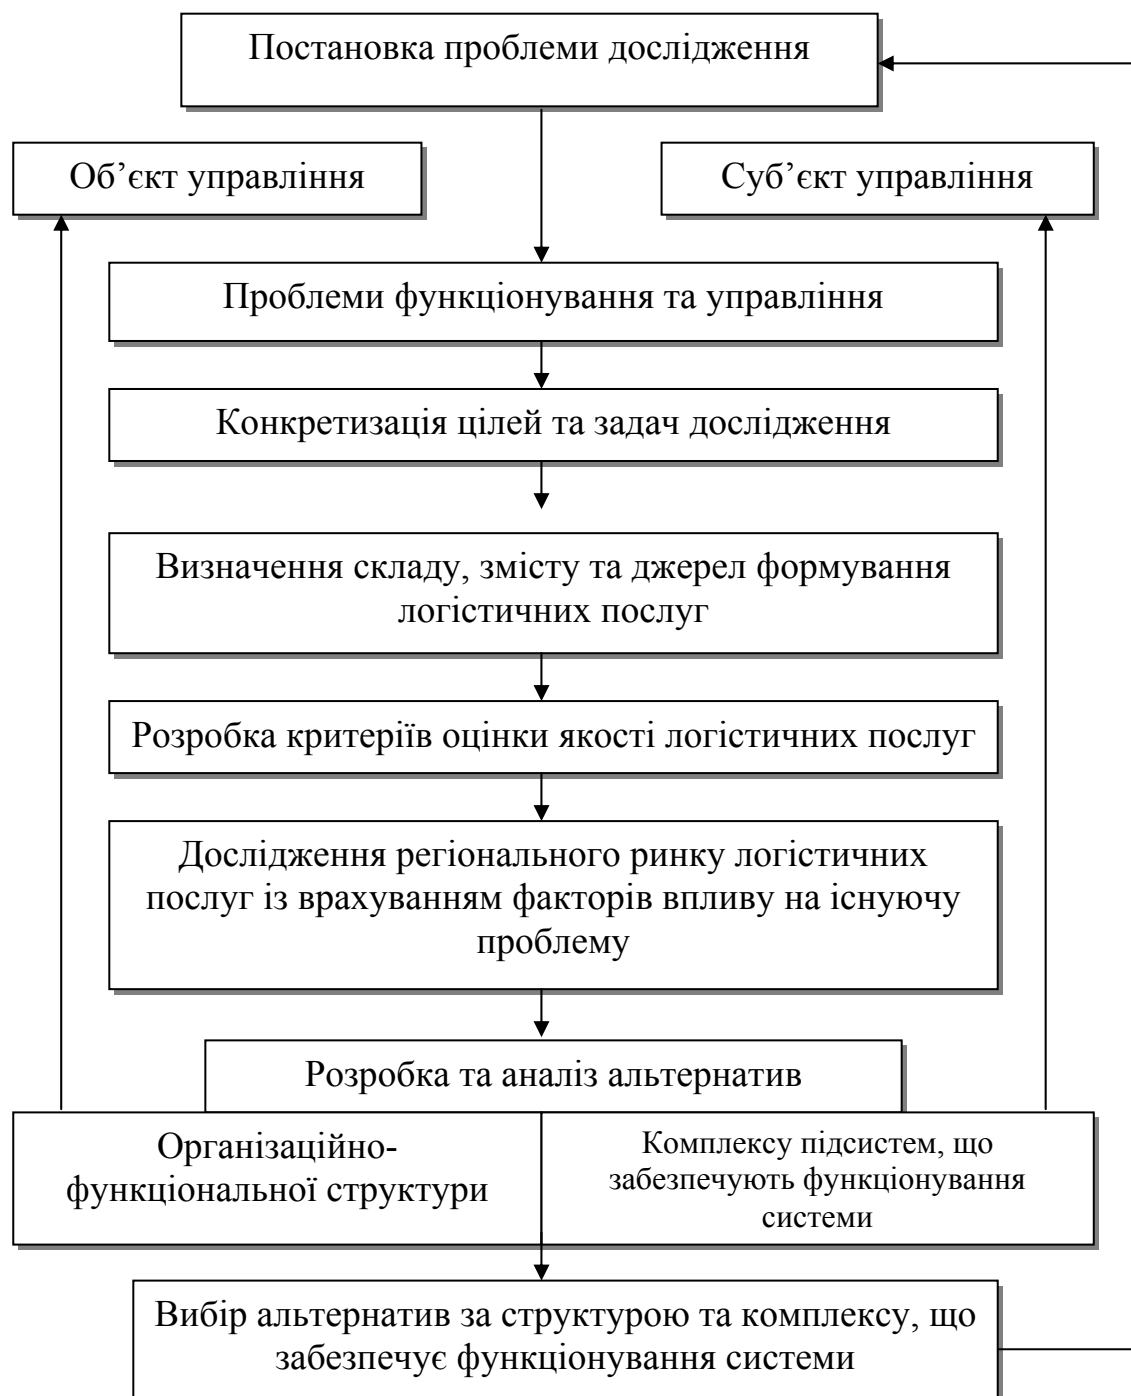 Постановка проблеми дослідження
Об’єкт управління
Суб’єкт управління
Проблеми функціонування та управління
Конкретизація цілей та задач дослідження
Визначення складу, змісту та джерел формування
логістичних послуг
Розробка критеріїв оцінки якості логістичних послуг
Дослідження регіонального ринку логістичних
послуг із врахуванням факторів впливу на існуючу
проблему
Розробка та аналіз альтернатив
Організаційно-
функціональної структури
Комплексу підсистем, що
забезпечують функціонування
системи
Вибір альтернатив за структурою та комплексу, що
забезпечує функціонування системи